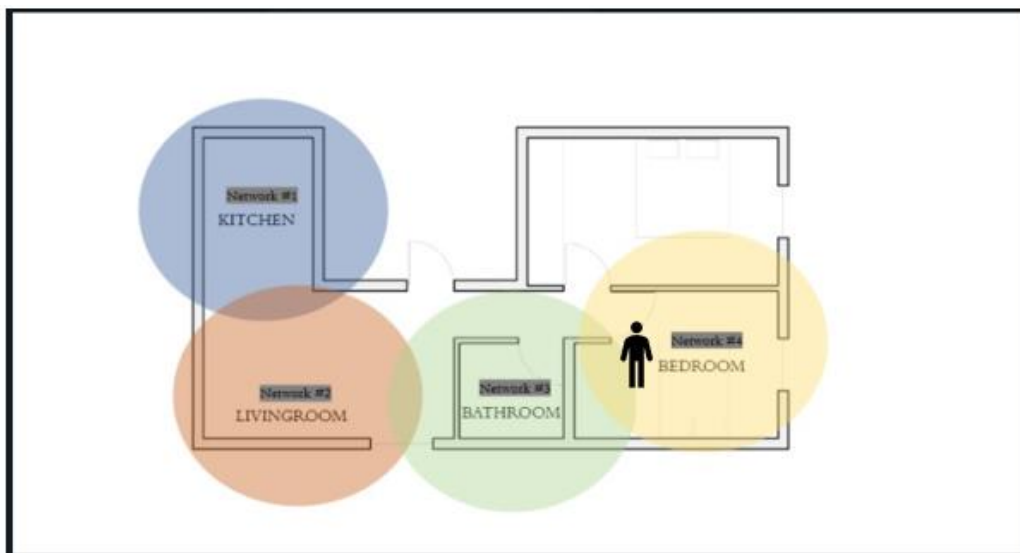 Network #1
KITCHEN
Network #4
BEDROOM
Network #2
LIVINGROOM
Network #3
BATHROOM